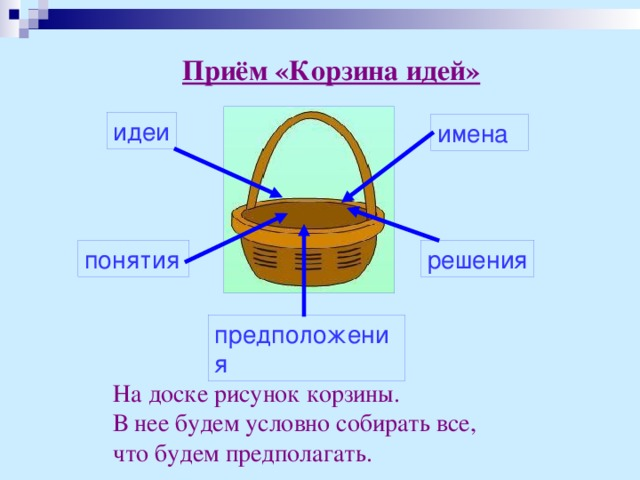 Приём «Корзина идей»
идеи
имена
понятия
решения
предположени
я
На доске рисунок корзины.
В нее будем условно собирать все,
что будем предполагать.